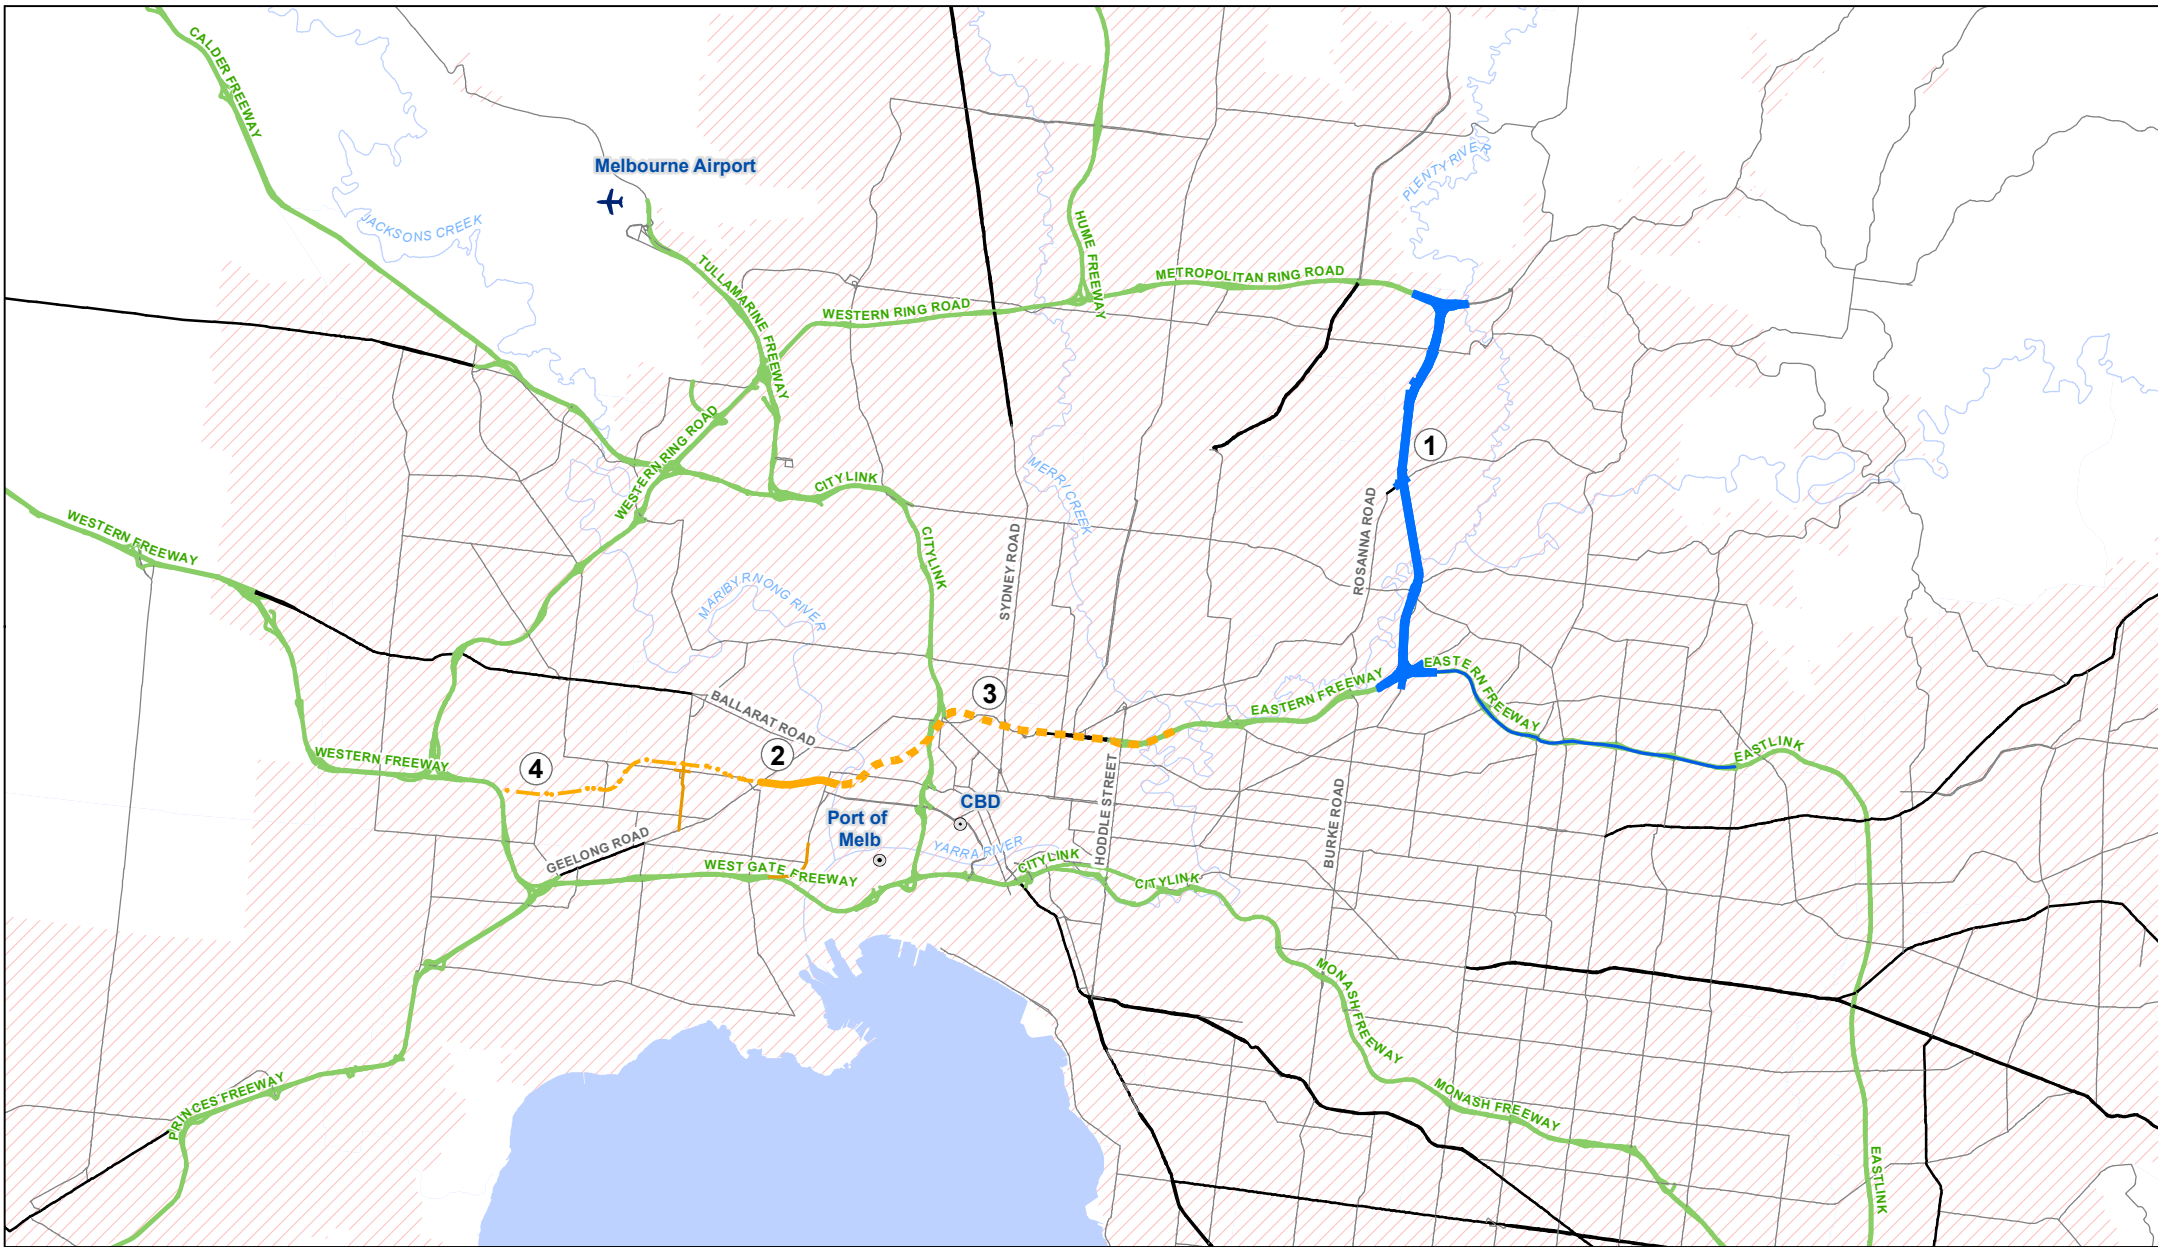 CALDER FREEWAY
Melbourne Airport
PLENTY RIVER
JACKSONS CREEK
HUME FREEWAY
TULLAMARINE FREEWAY
METROPOLITAN RING ROAD
WESTERN RING ROAD
1
WESTERN RING ROAD
CITYLINK
MERRI CREEK
ROSANNA ROAD
WESTERN FREEWAY
CITYLINK
SYDNEY ROAD
MARIBYRNONG RIVER
EASTERN FREEWAY
EASTERN FREEWAY
3
BALLARAT ROAD
EASTLINK
WESTERN FREEWAY
2
4
HODDLE STREET
CBD
Port of
Melb
BURKE ROAD
GEELONG ROAD
YARRA RIVER
WEST GATE FREEWAY
CITYLINK
CITYLINK
MONASH FREEWAY
PRINCES FREEWAY
MONASH FREEWAY
EASTLINK